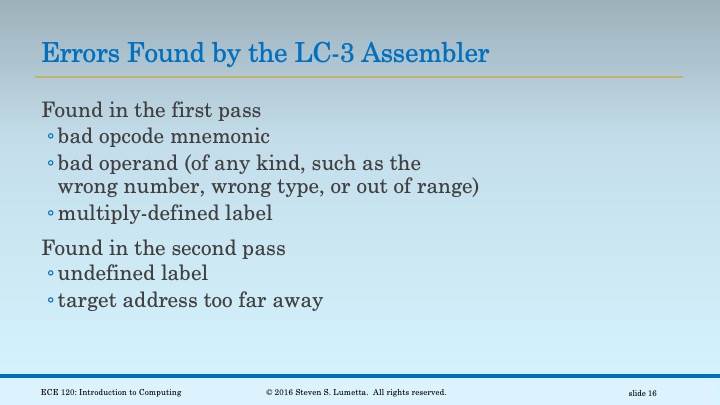 Errors Found by the LC-3 Assembler
Found in the first pass
◦bad opcode mnemonic
◦bad operand (of any kind, such as the
wrong number, wrong type, or out of range)
◦multiply-defined label
Found in the second pass
◦undefined label
◦target address too far away
ECE 120: Introduction to Computing © 2016 Steven S. Lumetta. All rights reserved. slide 16